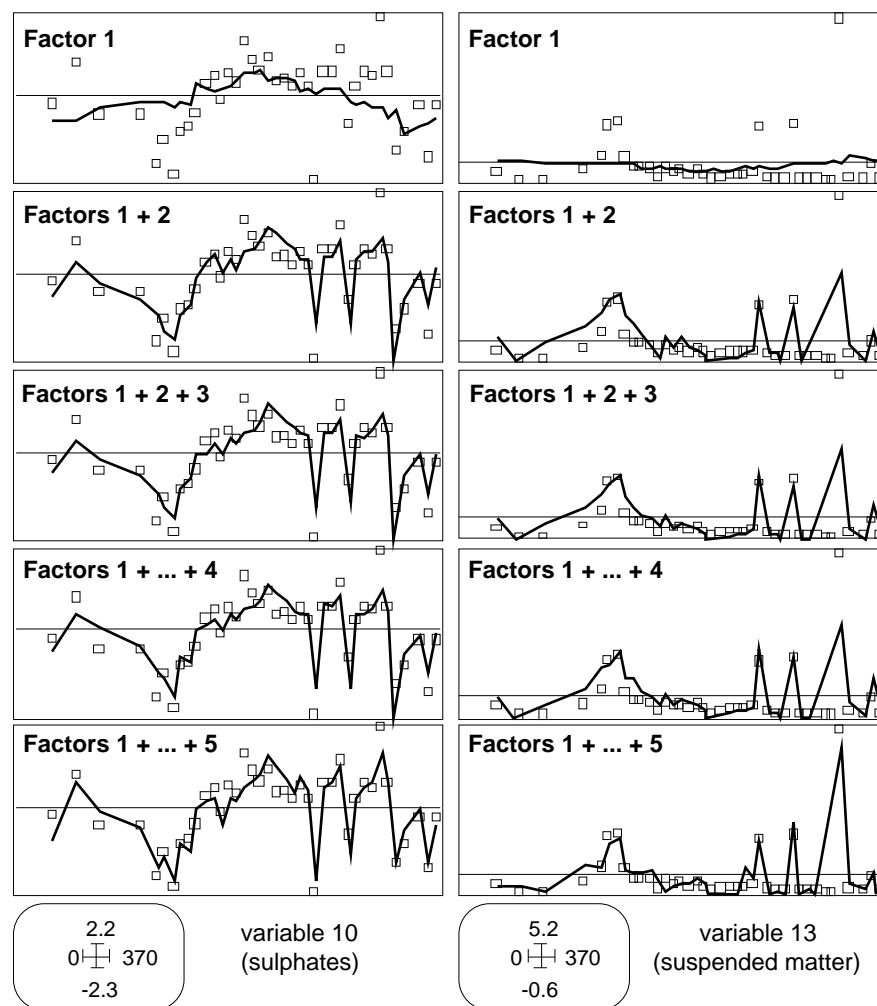 Factor 1
Factor 1
Factors 1 + 2
Factors 1 + 2
Factors 1 + 2 + 3
Factors 1 + 2 + 3
Factors 1 + ... + 4
Factors 1 + ... + 4
Factors 1 + ... + 5
Factors 1 + ... + 5
2.2
0 370
-2.3
variable 10
(sulphates)
5.2
0 370
-0.6
variable 13
(suspended matter)